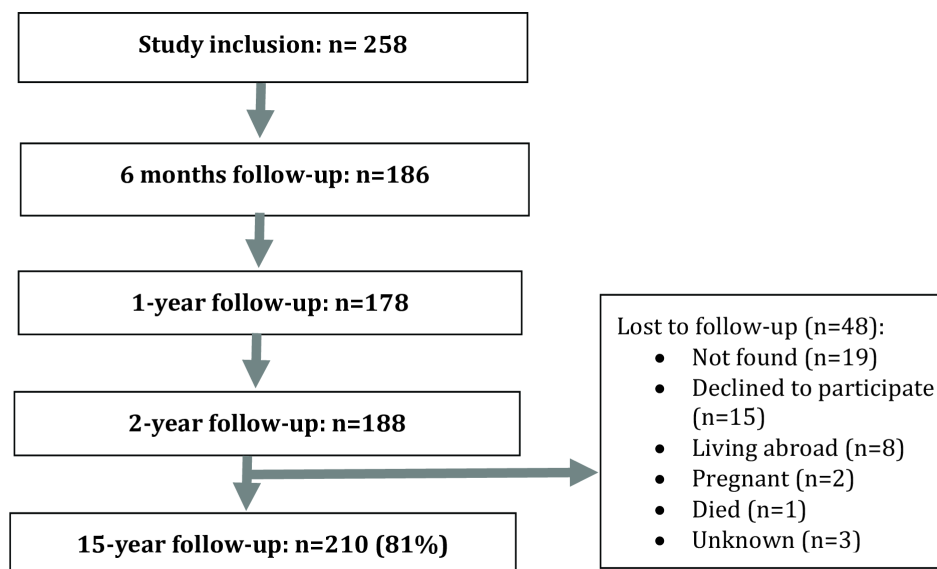 Study inclusion: n= 258
6 months follow-up: n=186
1-year follow-up: n=178
2-year follow-up: n=188
15-year follow-up: n=210 (81%)
Lost to follow-up (n=48):
• Not found (n=19)
• Declined to participate
(n=15)
• Living abroad (n=8)
• Pregnant (n=2)
• Died (n=1)
• Unknown (n=3)